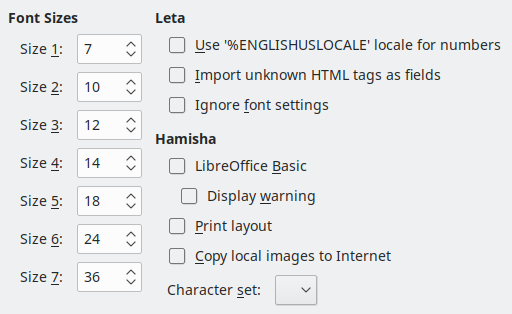 Font Sizes
Size 1: 7
Size 2: 10
Size 3: 12
Size 4: 14
Size 5: 18
Size 6: 24
Size 7: 36
Leta
Use '%ENGLISHUSLOCALE' locale for numbers
Import unknown HTML tags as fields
Ignore font settings
Hamisha
LibreOffice Basic
Display warning
Print layout
Copy local images to Internet
Character set: